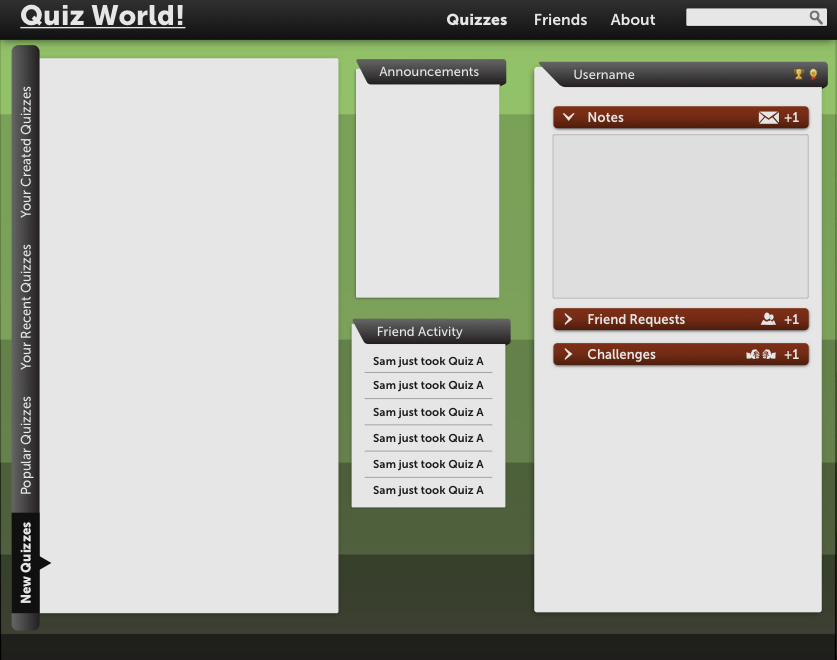 Quiz World!
Quizzes Friends About
Your Created Quizzes
Your Recent Quizzes
Popular Quizzes
New Quizzes
Announcements
Friend Activity
Sam just took Quiz A
Sam just took Quiz A
Sam just took Quiz A
Sam just took Quiz A
Sam just took Quiz A
Sam just took Quiz A
Username
Notes +1
Friend Requests +1
Challenges +1